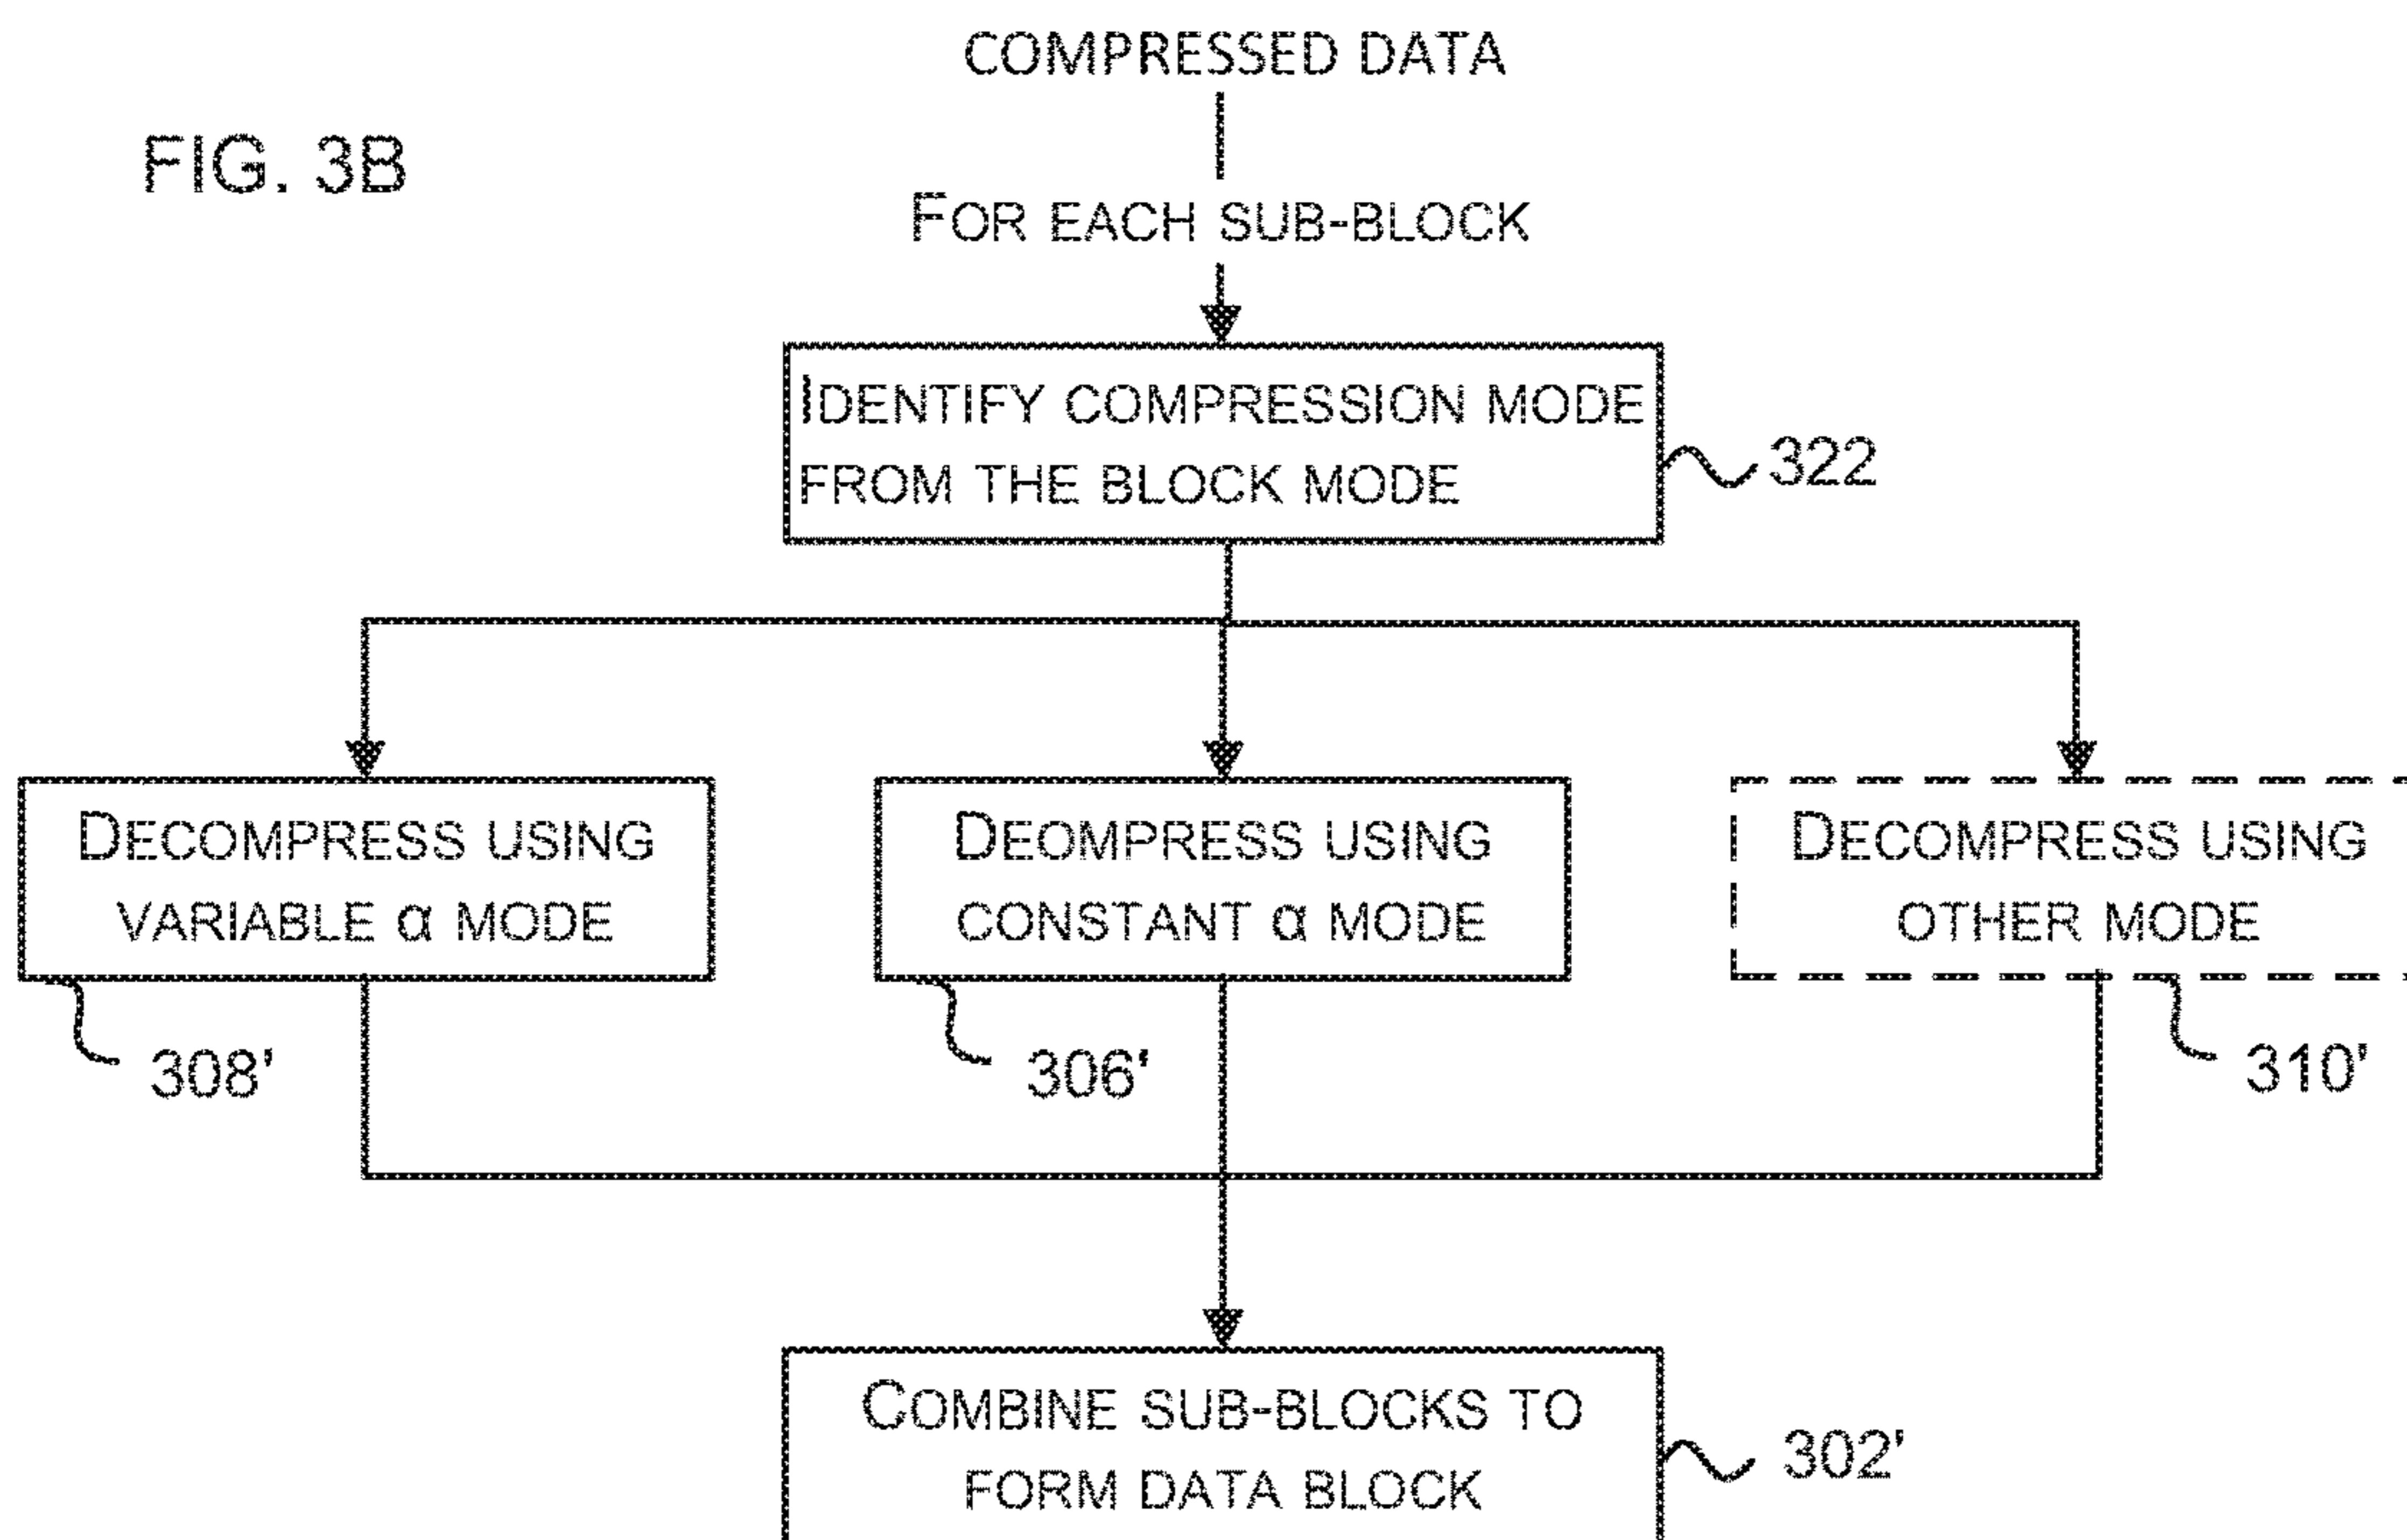 COMPRESSED DATA
FIG. 3B
FOR EACH SUB-BLOCK
IDENTIFY COMPRESSION MODE
FROM THE BLOCK MODE
322
DECOMPRESS USING
VARIABLE α MODE
308'
DEOMPRESS USING
CONSTANT α MODE
306'
DECOMPRESS USING
OTHER MODE
310'
COMBINE SUB-BLOCKS TO
FORM DATA BLOCK
302'